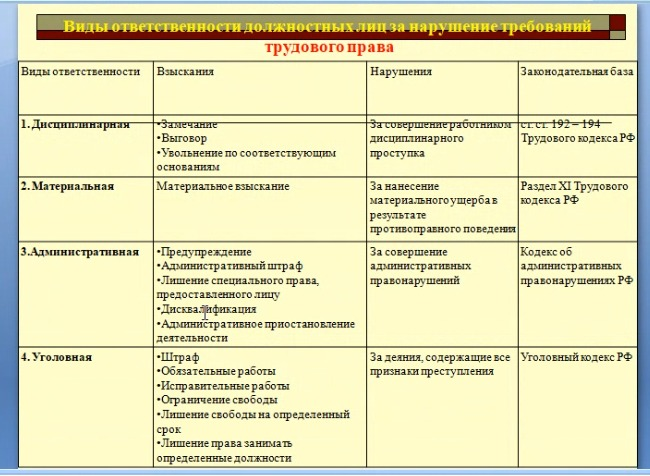 Виды ответственности должностных лиц за нарушение требований
трудового права
Виды ответственности
Взыскания
Нарушения
Законодательная база
1. Дисциплинарная
•Замечание
•Выговор
•Увольнение по соответствующим
основаниям
За совершение работником
дисциплинарного
проступка
ст. ст. 192 – 194
Трудового кодекса РФ
2. Материальная
Материальное взыскание
За нанесение
материального ущерба в
результате
противоправного поведения
Раздел XI Трудового
кодекса РФ
3.Административная
•Предупреждение
•Административный штраф
•Лишение специального права,
предоставленного лицу
•Дисквалификация
•Административное приостановление
деятельности
За совершение
административных
правонарушений
Кодекс об
административных
правонарушениях РФ
4. Уголовная
•Штраф
•Обязательные работы
•Исправительные работы
•Ограничение свободы
•Лишение свободы на определенный
срок
•Лишение права занимать
определенные должности
За деяния, содержащие все
признаки преступления
Уголовный кодекс РФ